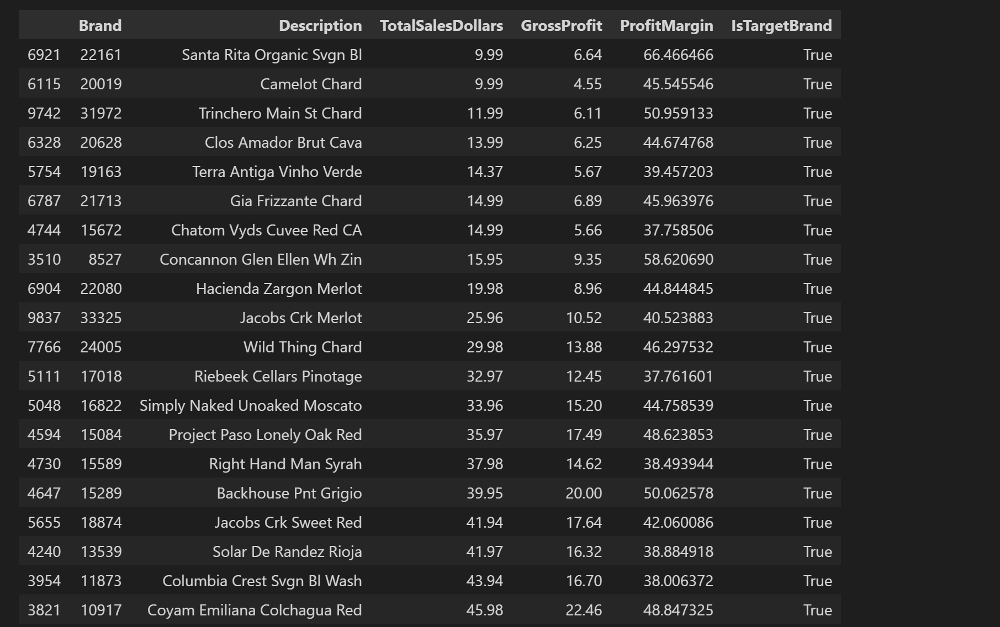 Brand Description TotalSalesDollars GrossProfit ProfitMargin IsTargetBrand
6921 22161 Santa Rita Organic Svgn Bl 9.99 6.64 66.466466 True
6115 20019 Camelot Chard 9.99 4.55 45.545546 True
9742 31972 Trinchero Main St Chard 11.99 6.11 50.959133 True
6328 20628 Clos Amador Brut Cava 13.99 6.25 44.674768 True
5754 19163 Terra Antiga Vinho Verde 14.37 5.67 39.457203 True
6787 21713 Gia Frizzante Chard 14.99 6.89 45.963976 True
4744 15672 Chatom Vyds Cuvee Red CA 14.99 5.66 37.758506 True
3510 8527 Concannon Glen Ellen Wh Zin 15.95 9.35 58.620690 True
6904 22080 Hacienda Zargon Merlot 19.98 8.96 44.844845 True
9837 33325 Jacobs Crk Merlot 25.96 10.52 40.523883 True
7766 24005 Wild Thing Chard 29.98 13.88 46.297532 True
5111 17018 Riebeek Cellars Pinotage 32.97 12.45 37.761601 True
5048 16822 Simply Naked Unoaked Moscato 33.96 15.20 44.758539 True
4594 15084 Project Paso Lonely Oak Red 35.97 17.49 48.623853 True
4730 15589 Right Hand Man Syrah 37.98 14.62 38.493944 True
4647 15289 Backhouse Pnt Grigio 39.95 20.00 50.062578 True
5655 18874 Jacobs Crk Sweet Red 41.94 17.64 42.060086 True
4240 13539 Solar De Randez Rioja 41.97 16.32 38.884918 True
3954 11873 Columbia Crest Svgn Bl Wash 43.94 16.70 38.006372 True
3821 10917 Coyam Emiliana Colchagua Red 45.98 22.46 48.847325 True